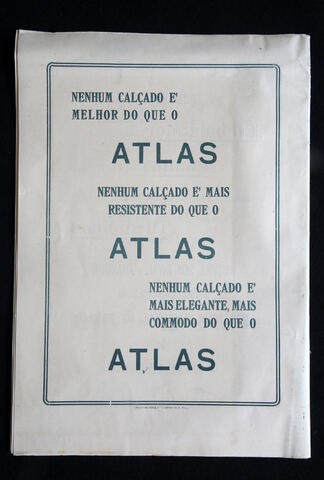 NENHUM CALÇADO E'
MELHOR DO QUE O
ATLAS
NENHUM CALÇADO E' MAIS
RESISTENTE DO QUE O
ATLAS
NENHUM CALÇADO E'
MAIS ELEGANTE, MAIS
COMMODO DO QUE O
ATLAS